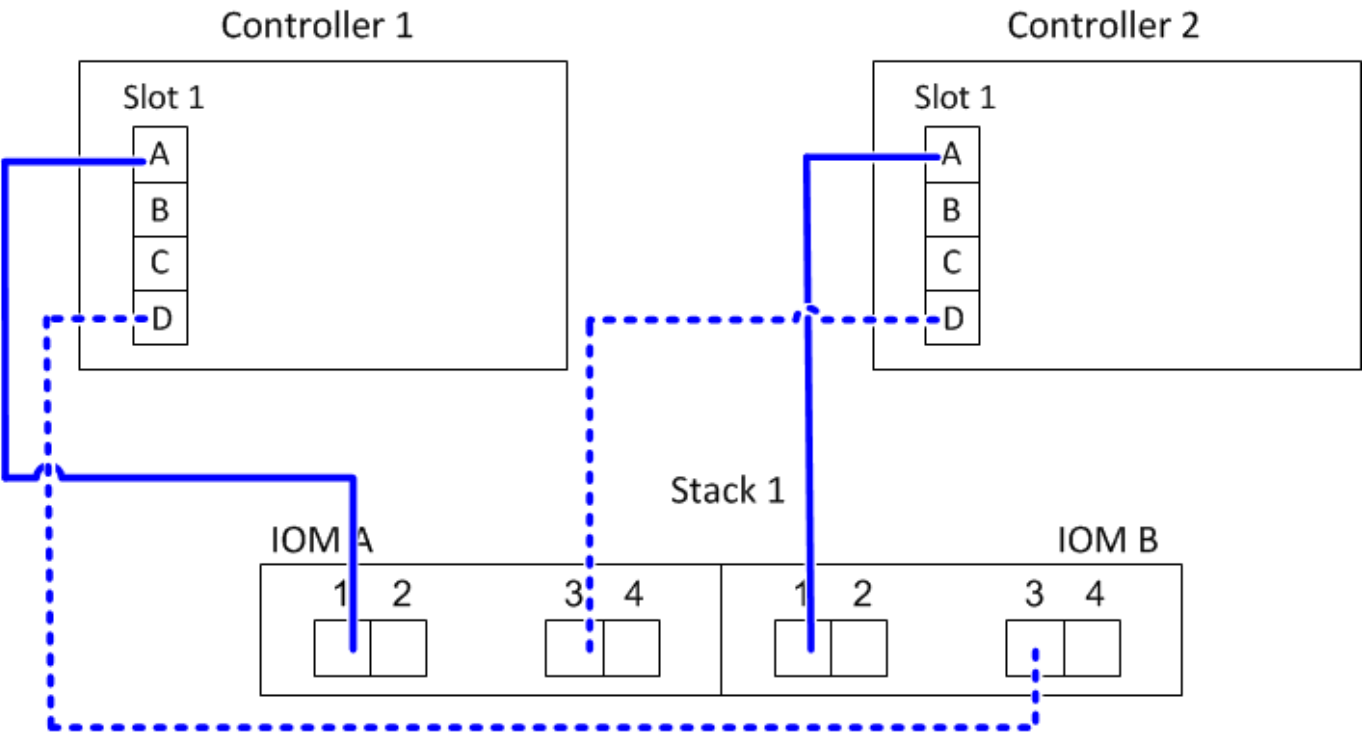 Controller 1
Controller 2
Slot 1
A
B
C
D
Slot 1
A
B
C
D
Stack 1
IOM A
IOM B
1 2 3 4
1 2 3 4